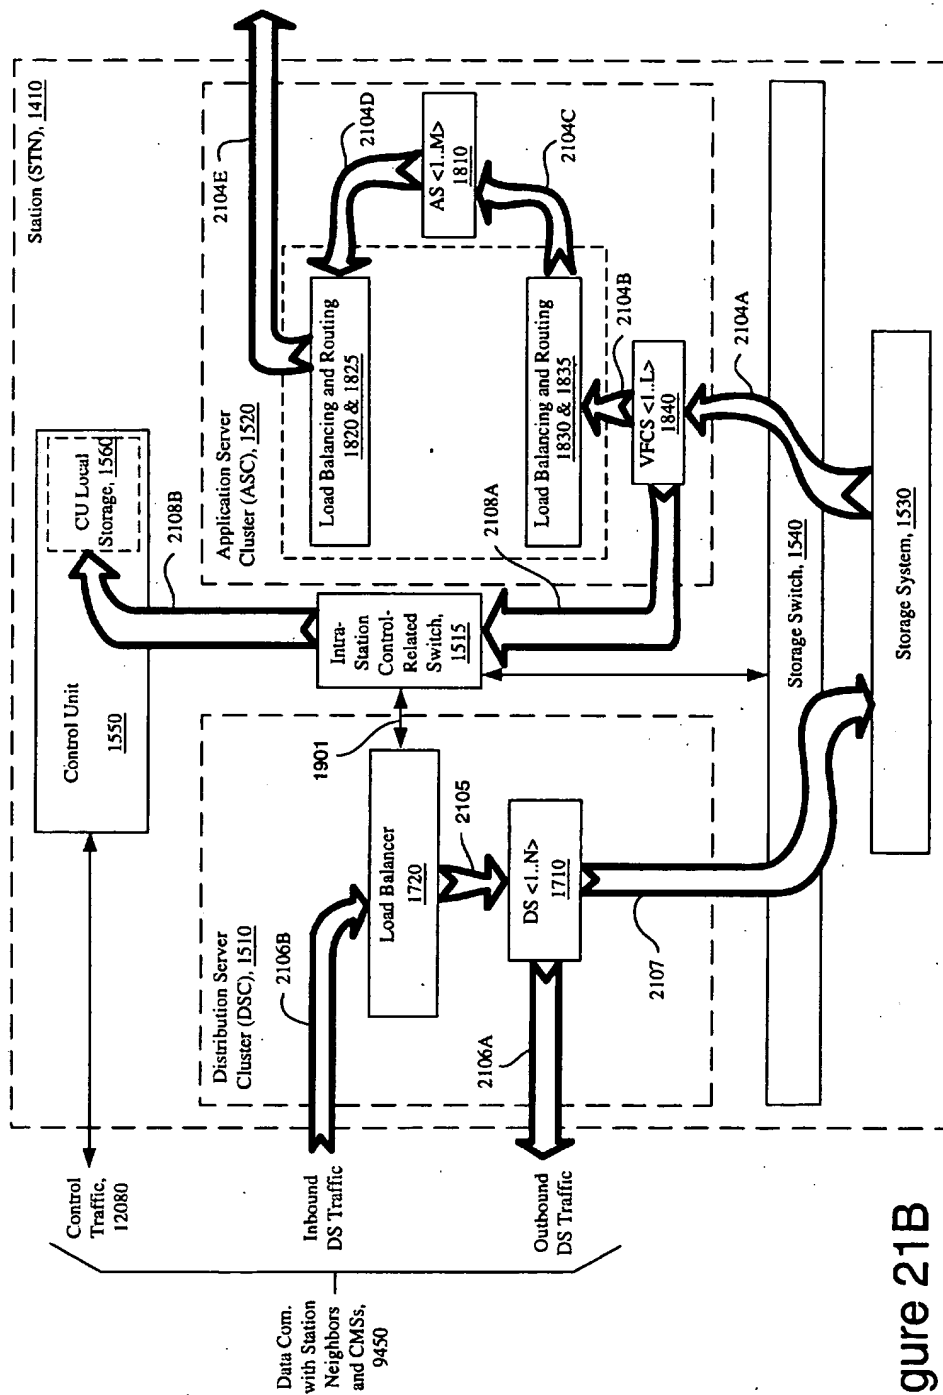 Station (STN), 1410
2104E
Control Unit
1550
CU Local
Storage, 1560
2108B
Application Server
Cluster (ASC), 1520
Load Balancing and Routing
1820 & 1825
2104D
AS <1..M>
1810
2104C
Load Balancing and Routing
1830 & 1835
2104B
VFCS <1..L>
1840
2104A
2108A
Intra-
Station
Control-
Related
Switch,
1515
1901
Distribution Server
Cluster (DSC), 1510
2106B
Load Balancer
1720
2105
DS <1..N>
1710
2106A
2107
Storage Switch, 1540
Storage System, 1530
Control
Traffic,
12080
Inbound
DS Traffic
Outbound
DS Traffic
Data Com.
with Station
Neighbors
and CMSs,
9450
gure 21B